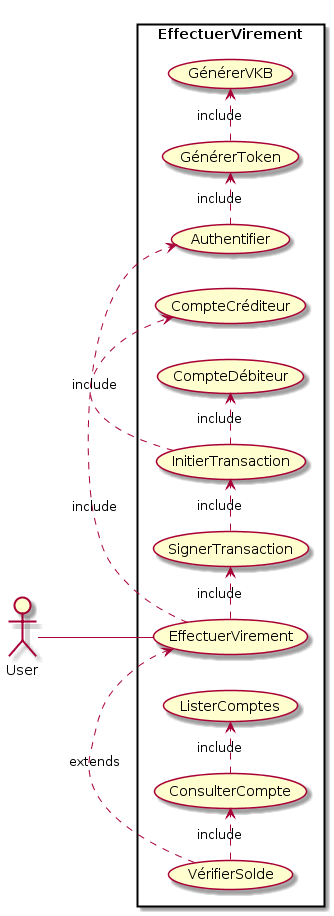 EffectuerVirement
GénérerVKB
include
GénérerToken
include
Authentifier
CompteCréditeur
CompteDébiteur
include
include
InitierTransaction
include
include
SignerTransaction
include
EffectuerVirement
User
ListerComptes
include
extends
ConsulterCompte
include
VérifierSolde